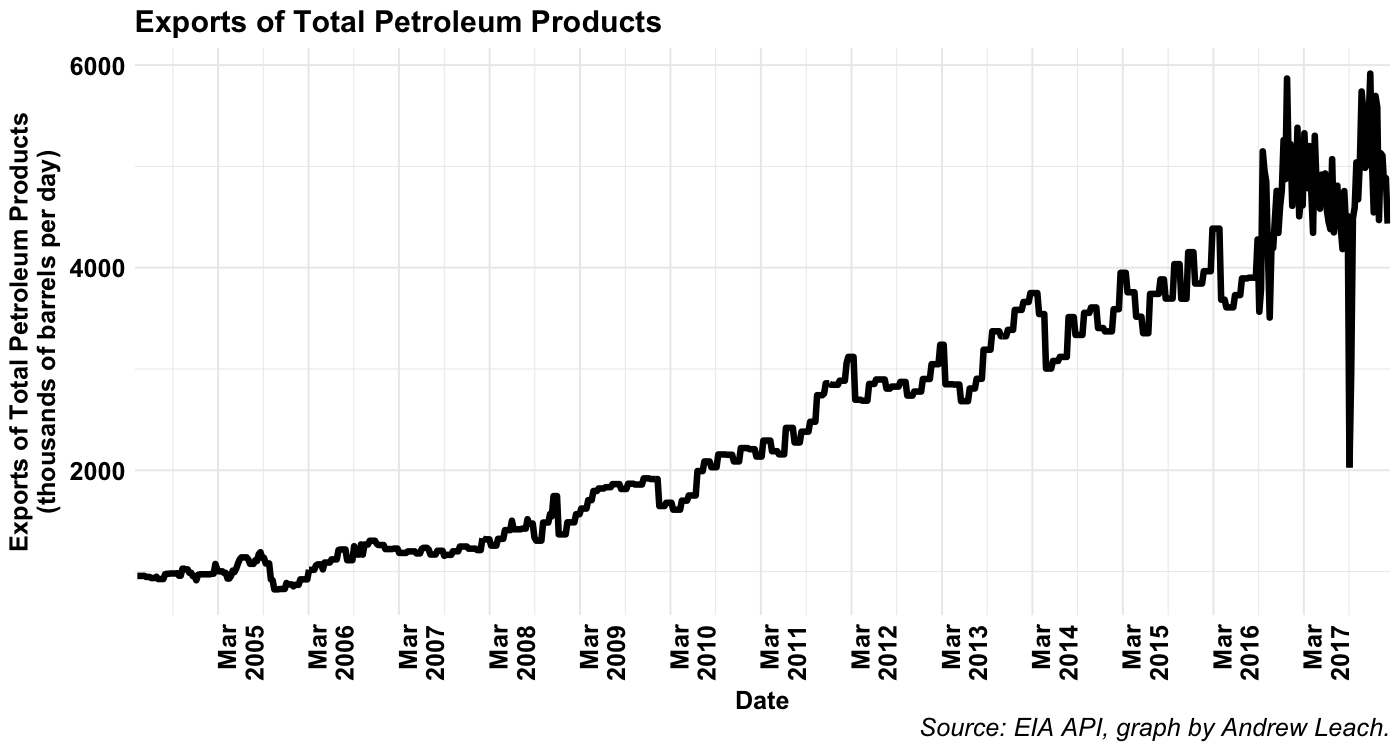 Exports of Total Petroleum Products
Exports of Total Petroleum Products
(thousands of barrels per day)
6000
4000
2000
Mar
2005
Mar
2006
Mar
2007
Mar
2008
Mar
2009
Mar
2010
Mar
2011
Mar
2012
Mar
2013
Mar
2014
Mar
2015
Mar
2016
Mar
2017
Date
Source: EIA API, graph by Andrew Leach.